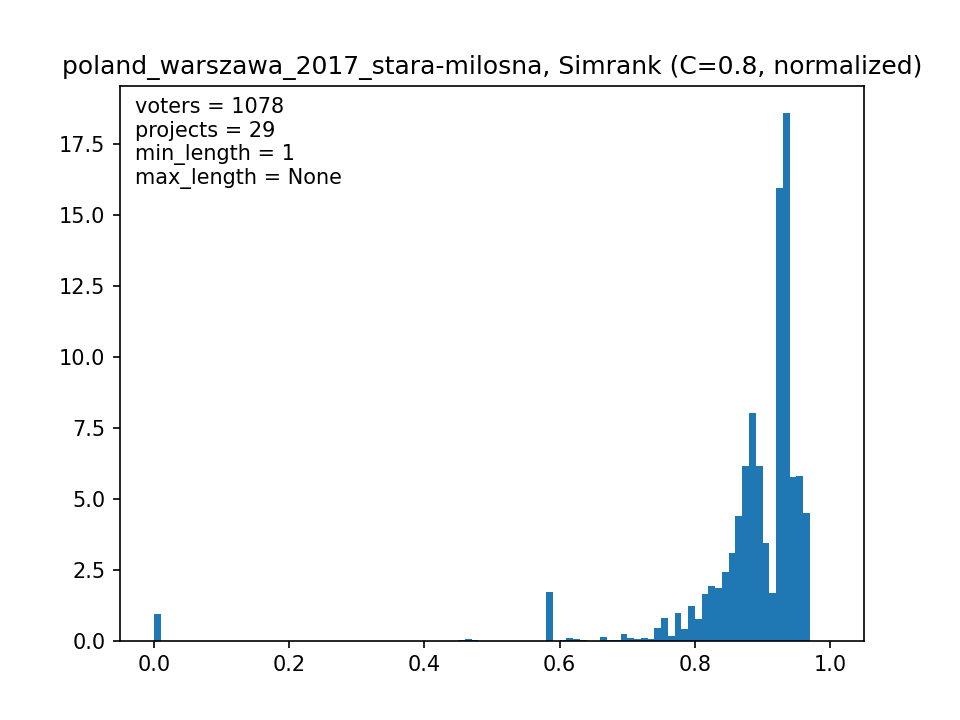 poland_warszawa_2017_stara-milosna, Simrank (C=0.8, normalized)
voters = 1078
projects = 29
min_length = 1
max_length = None
17.5
15.0
12.5
10.0
7.5
5.0
2.5
0.0
0.0 0.2 0.4 0.6 0.8 1.0